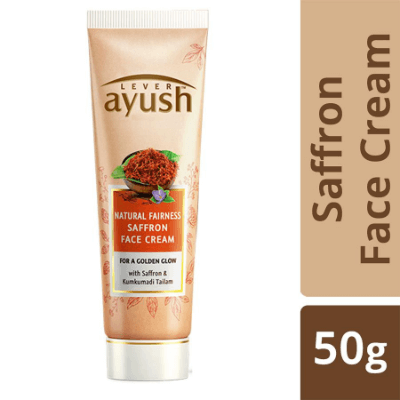 LEVER
ayush
NATURAL FAIRNESS
SAFFRON
FACE CREAM
FOR A GOLDEN GLOW
with Saffron &
Kumkumadi Tailam
Saffron
Face Cream
50g